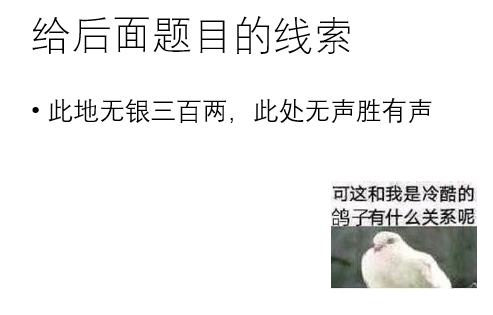 给后面题目的线索
• 此地无银三百两，此处无声胜有声
可这和我是冷酷的
鸽子有什么关系呢